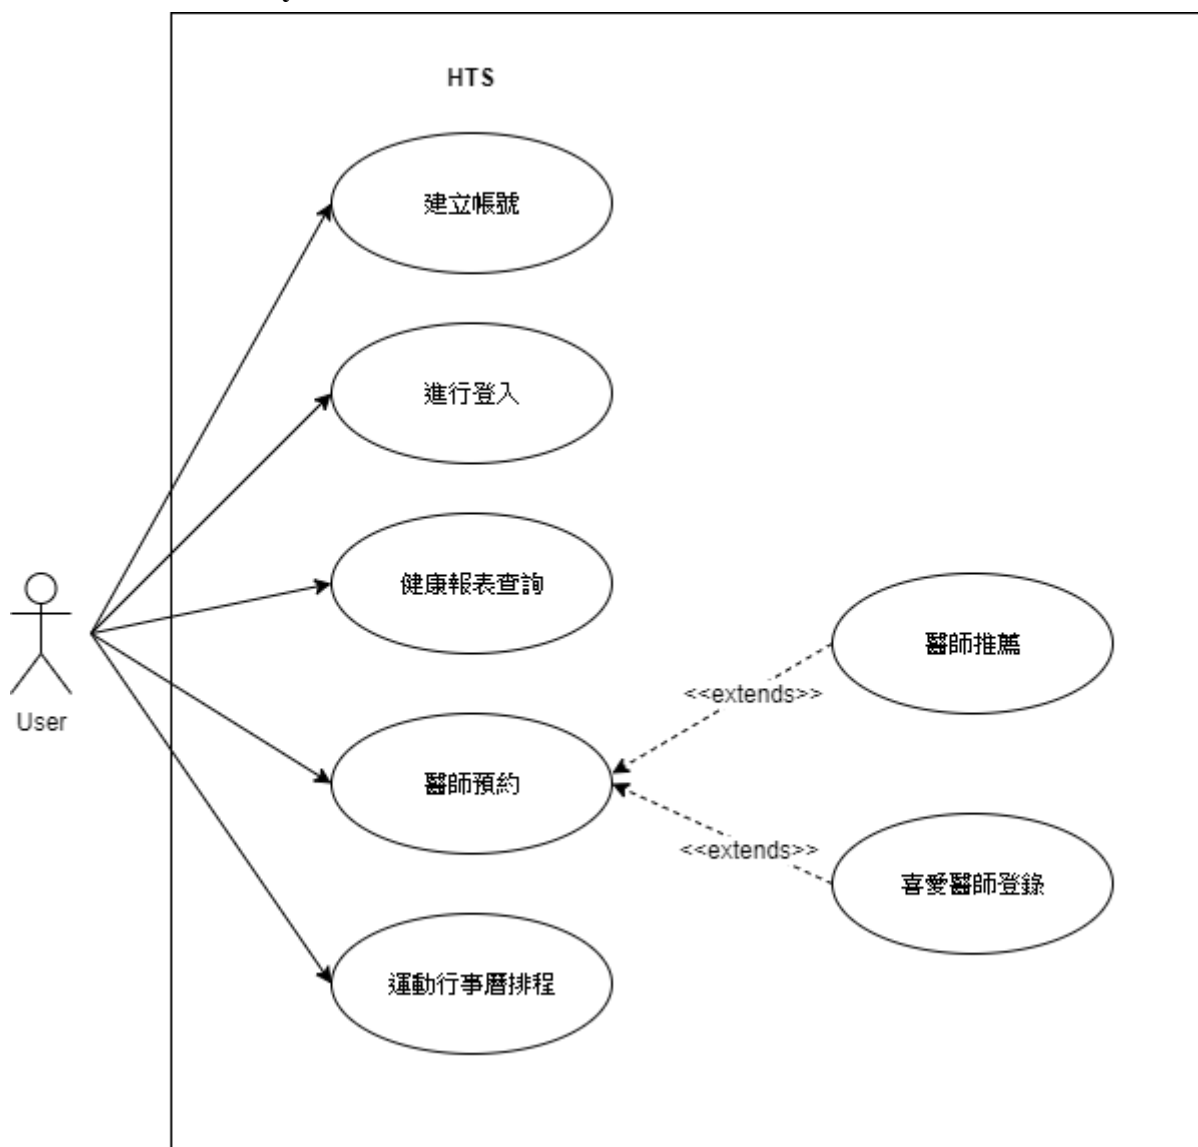 HTS
建立帳號
進行登入
健康報表查詢
User
醫師推薦
<<extends>>
醫師預約
<<extends>>
喜愛醫師登錄
運動行事曆排程